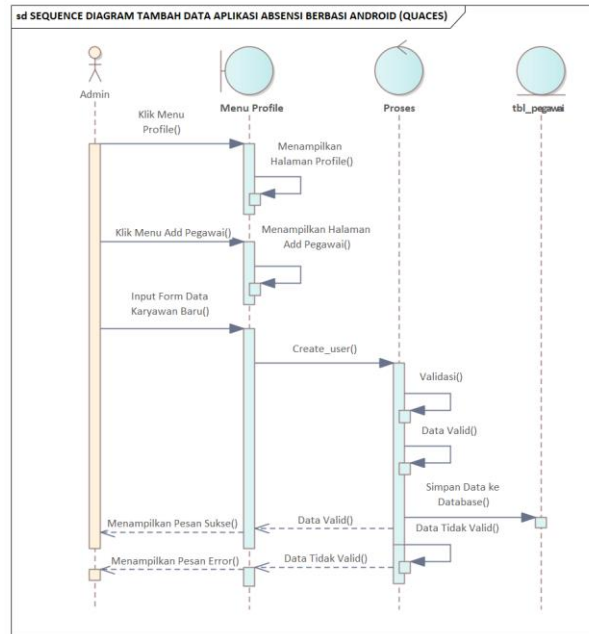 sd SEQUENCE DIAGRAM TAMBAH DATA APLIKASI ABSENSI BERBASI ANDROID (QUACES)
Admin
Menu Profile
Proses
tbl_pegawai
Klik Menu
Profile()
Menampilkan
Halaman Profile()
Klik Menu Add Pegawai()
Menampilkan Halaman
Add Pegawai()
Input Form Data
Karyawan Baru()
Create_user()
Validasi()
Data Valid()
Simpan Data ke
Database()
Menampilkan Pesan Sukse()
Data Valid()
Data Tidak Valid()
Menampilkan Pesan Error()
Data Tidak Valid()